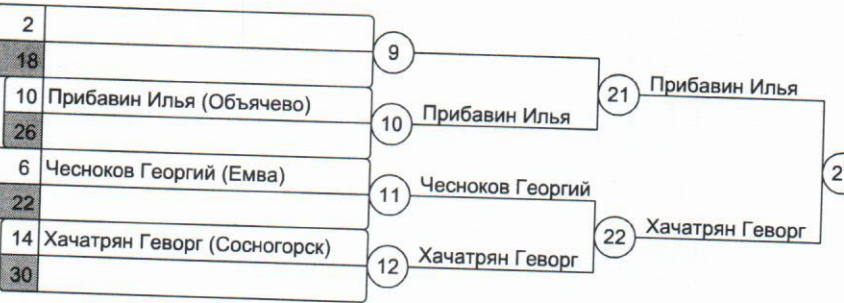 2
18
9
10 Прибавин Илья (Объячево)
26
10 Прибавин Илья
21 Прибавин Илья
6 Чесноков Георгий (Емва)
22
11 Чесноков Георгий
14 Хачатрян Геворг (Сосногорск)
30
12 Хачатрян Геворг
22 Хачатрян Геворг